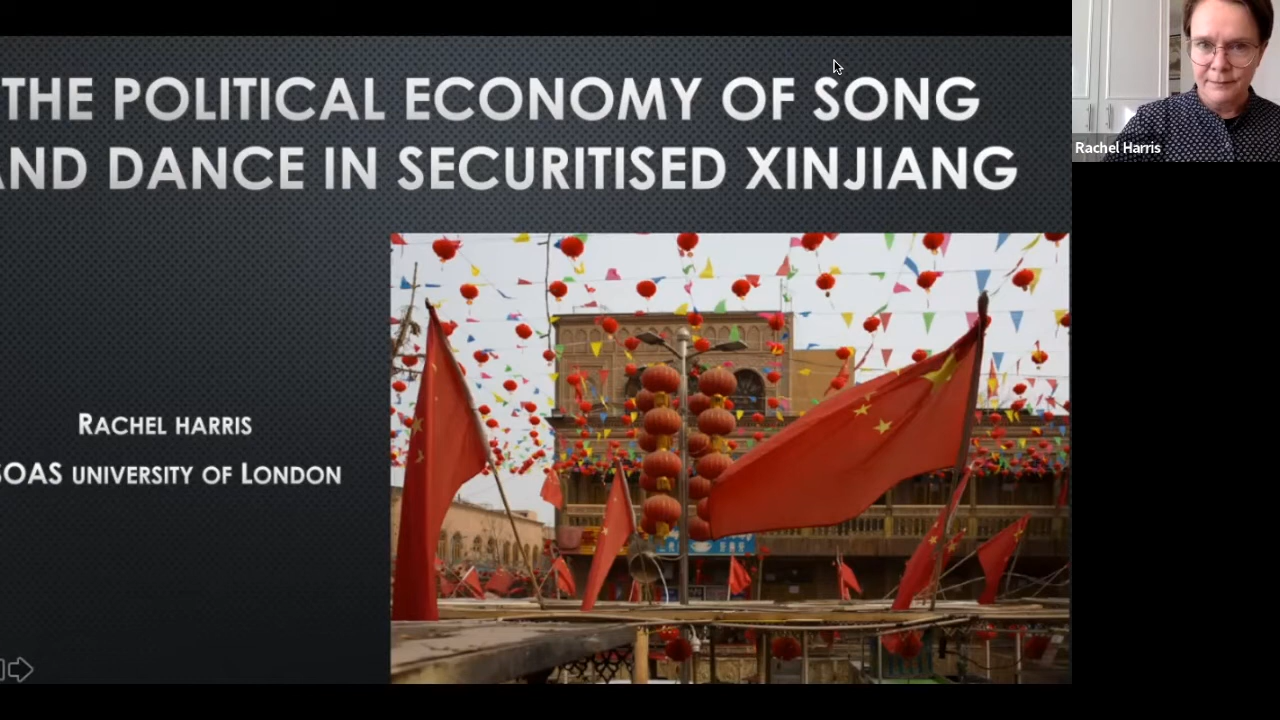 THE POLITICAL ECONOMY OF SONG
AND DANCE IN SECURITISED XINJIANG
RACHEL HARRIS
SOAS UNIVERSITY OF LONDON
Rachel Harris